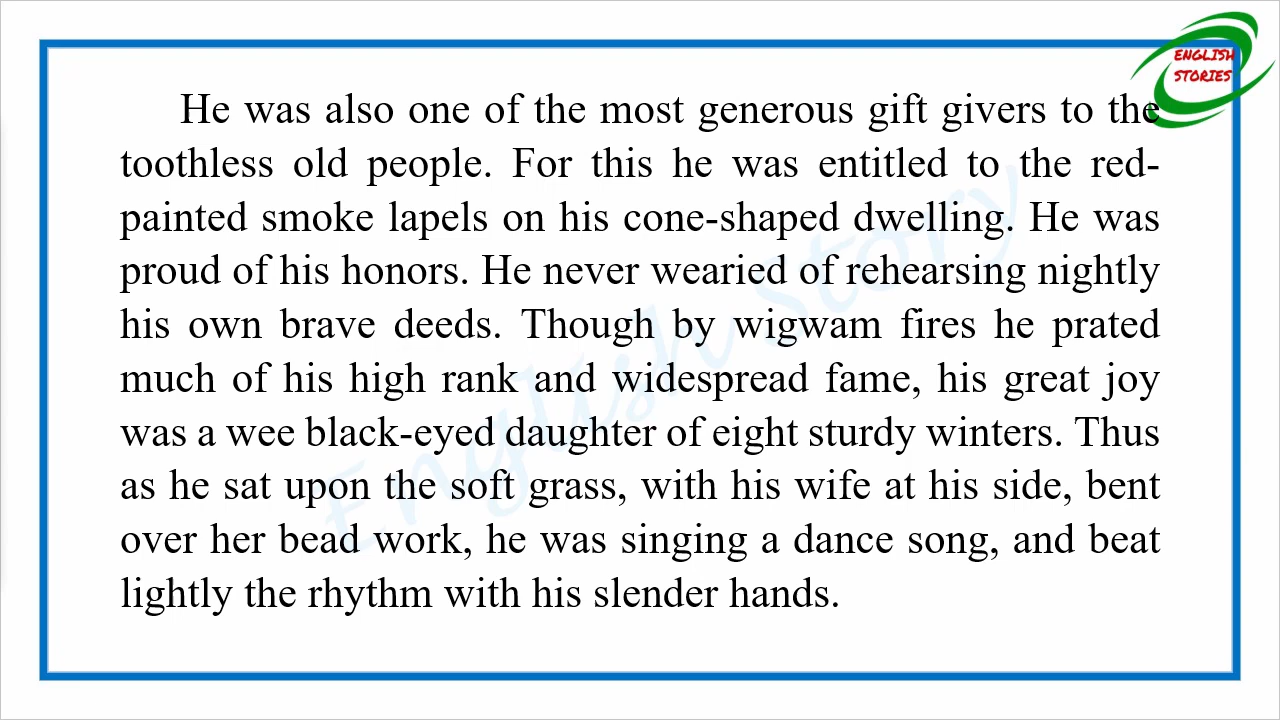 ENGLISH
STORIES
He was also one of the most generous gift givers to the
toothless old people. For this he was entitled to the red-
painted smoke lapels on his cone-shaped dwelling. He was
proud of his honors. He never wearied of rehearsing nightly
his own brave deeds. Though by wigwam fires he prated
much of his high rank and widespread fame, his great joy
was a wee black-eyed daughter of eight sturdy winters. Thus
as he sat upon the soft grass, with his wife at his side, bent
over her bead work, he was singing a dance song, and beat
lightly the rhythm with his slender hands.
English Story